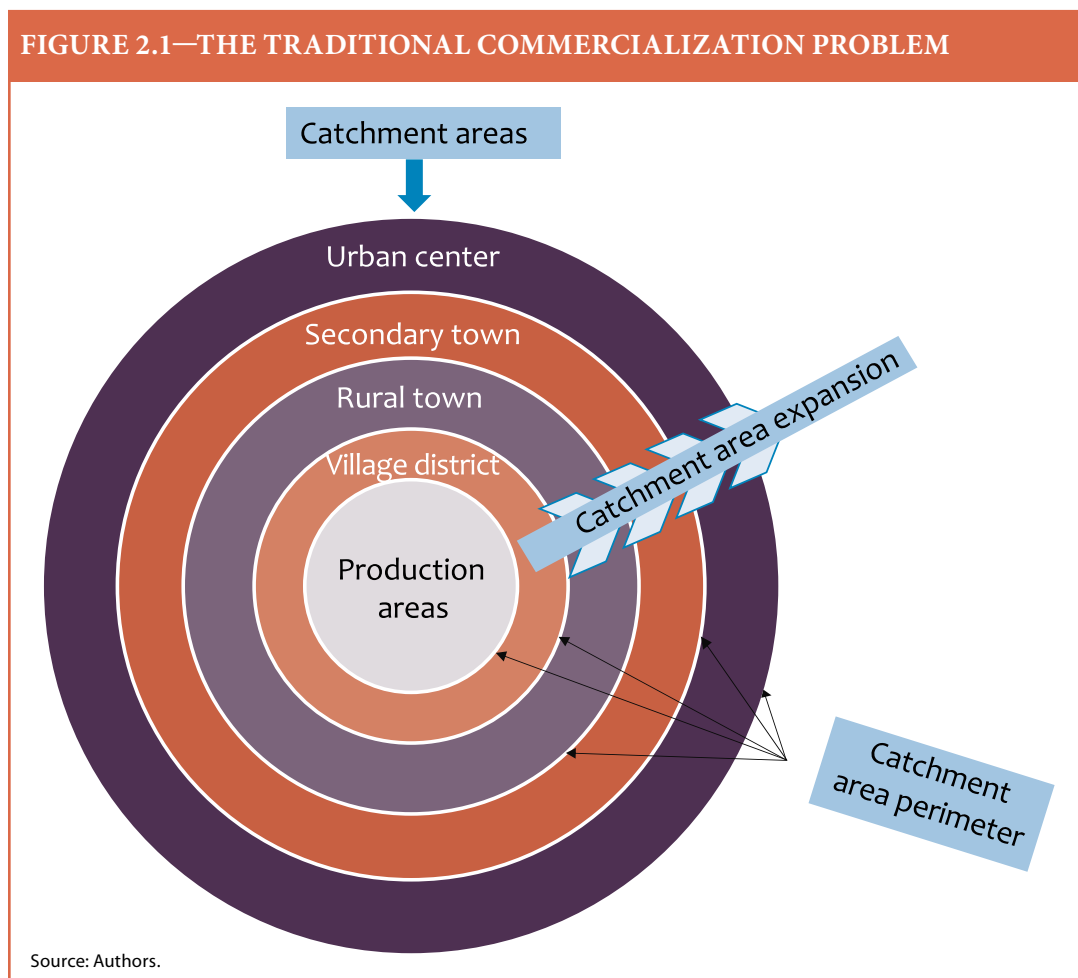 FIGURE 2.1—THE TRADITIONAL COMMERCIALIZATION PROBLEM
Catchment areas
Urban center
Secondary town
Rural town
Village district
Production
areas
Catchment area expansion
Catchment
area perimeter
Source: Authors.